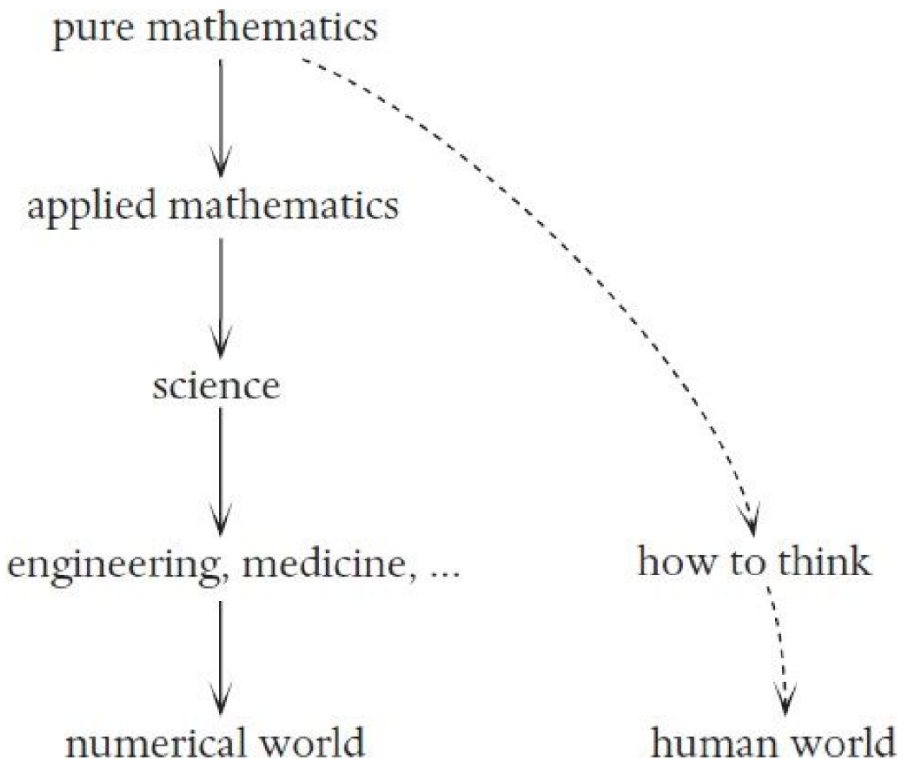 pure mathematics
applied mathematics
science
engineering, medicine, ...
how to think
numerical world
human world